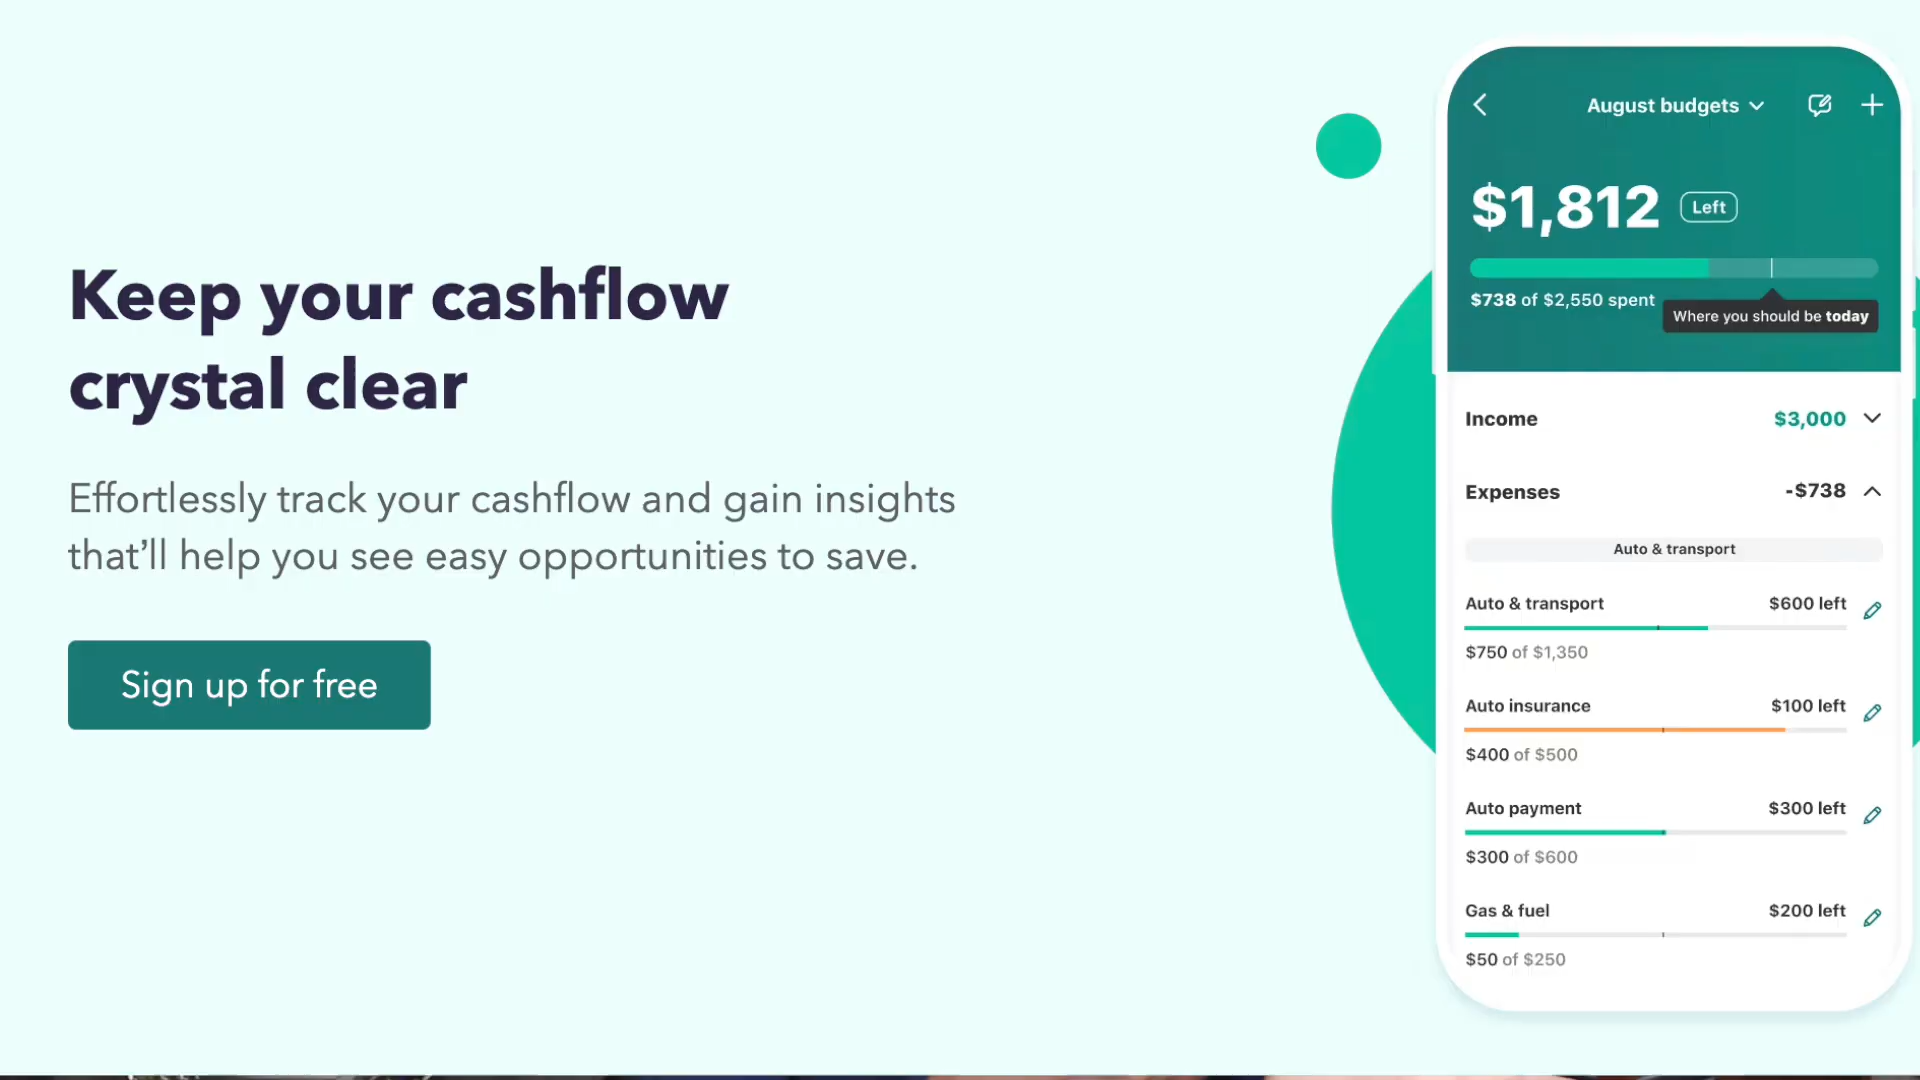 Keep your cashflow
crystal clear
Effortlessly track your cashflow and gain insights
that’ll help you see easy opportunities to save.
Sign up for free
August budgets
$1,812 Left
$738 of $2,550 spent
Where you should be today
Income $3,000
Expenses -$738
Auto & transport
Auto & transport $600 left
$750 of $1,350
Auto insurance $100 left
$400 of $500
Auto payment $300 left
$300 of $600
Gas & fuel $200 left
$50 of $250